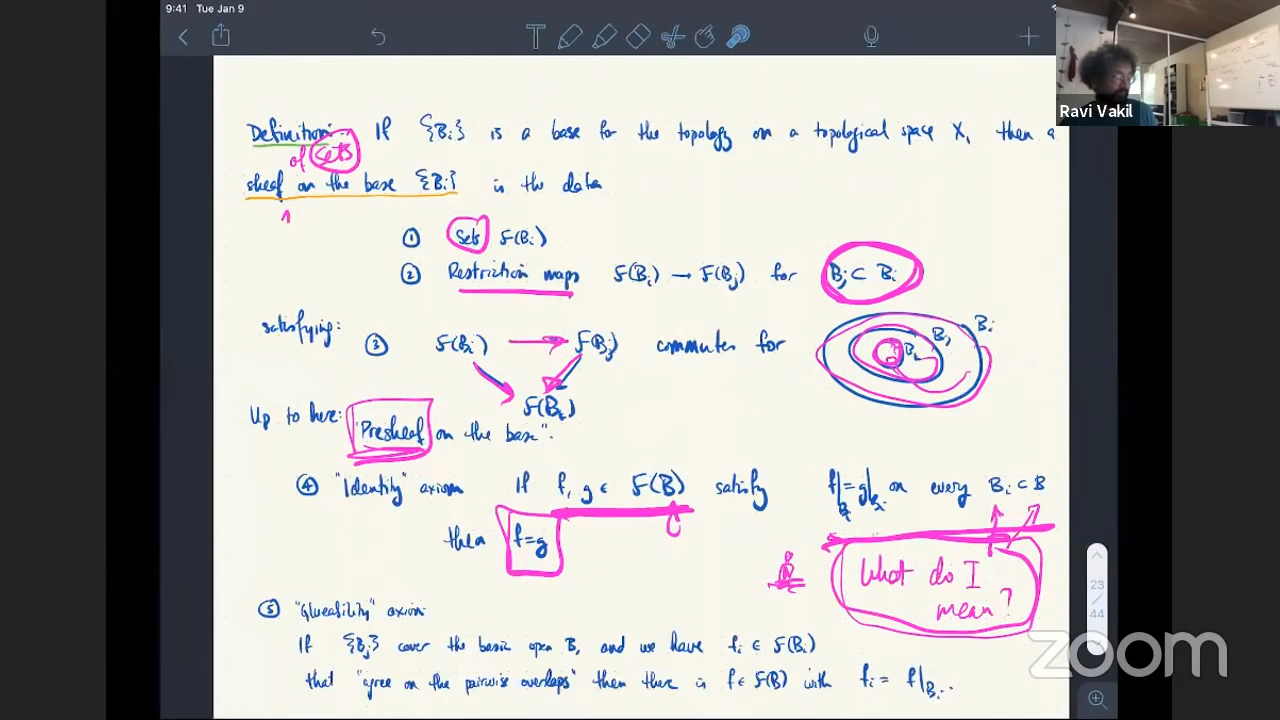 9:41 Tue Jan 9
Ravi Vakil
Definition: If {Bi} is a base for the topology on a topological space X, then a
of sets
sheaf on the base {Bi} is the data
① Sets F(Bi)
② Restriction maps F(Bi) → F(Bj) for Bj ⊂ Bi
satisfying:
③ F(Bi) → F(Bj) commutes for
Bi
Bj
Bk
F(Bk)
Up to here: "Presheaf on the base".
④ "Identity" axiom If f, g ∈ F(B) satisfy f|Bi = g|Bi on every Bi ⊂ B
then f=g
What do I
mean?
23
/
44
⑤ "Glueability" axiom
If {Bj} cover the basic open B, and we have fi ∈ F(Bi)
that "agree on the pairwise overlaps" then there is f ∈ F(B) with fi = f|Bi.
zoom